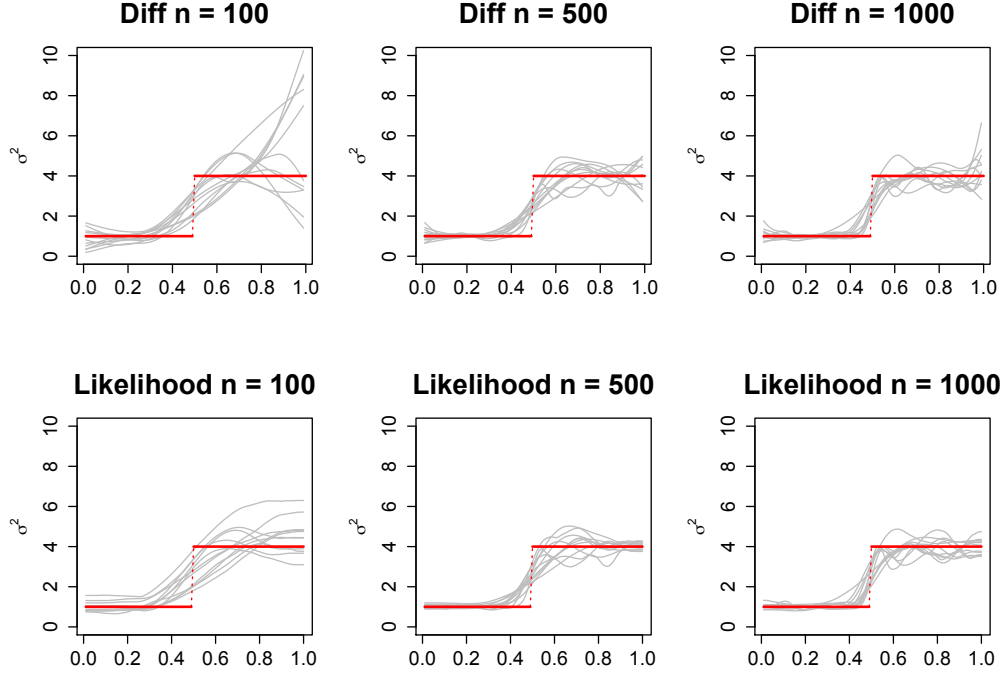 Diff n = 100
Diff n = 500
Diff n = 1000
σ²
0 2 4 6 8 10
0.0 0.2 0.4 0.6 0.8 1.0
σ²
0 2 4 6 8 10
0.0 0.2 0.4 0.6 0.8 1.0
σ²
0 2 4 6 8 10
0.0 0.2 0.4 0.6 0.8 1.0
Likelihood n = 100
Likelihood n = 500
Likelihood n = 1000
σ²
0 2 4 6 8 10
0.0 0.2 0.4 0.6 0.8 1.0
σ²
0 2 4 6 8 10
0.0 0.2 0.4 0.6 0.8 1.0
σ²
0 2 4 6 8 10
0.0 0.2 0.4 0.6 0.8 1.0